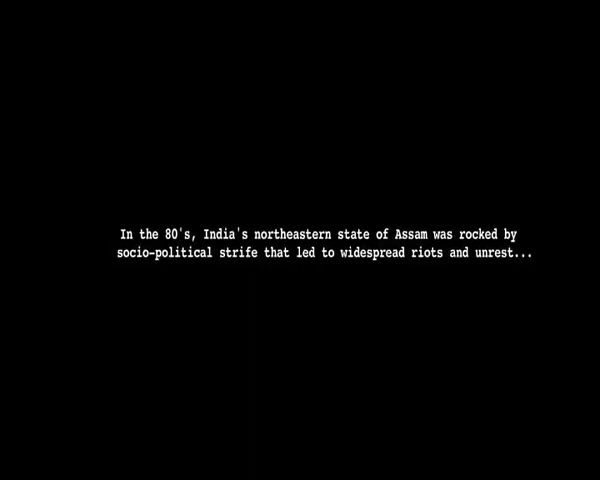 In the 80's, India's northeastern state of Assam was rocked by
socio-political strife that led to widespread riots and unrest...